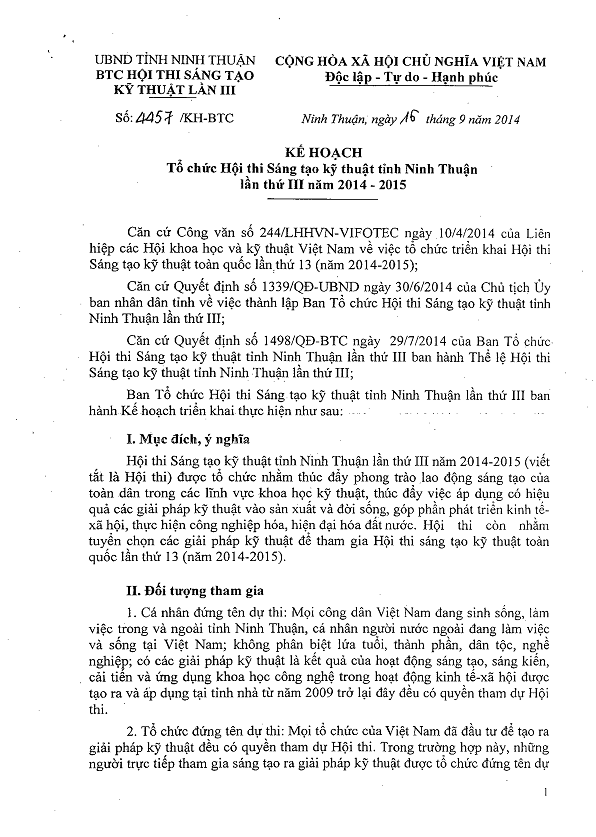 UBND TỈNH NINH THUẬN
BTC HỘI THI SÁNG TẠO
KỸ THUẬT LẦN III
Số: 4457 /KH-BTC
CỘNG HÒA XÃ HỘI CHỦ NGHĨA VIỆT NAM
Độc lập - Tự do - Hạnh phúc
Ninh Thuận, ngày 16 tháng 9 năm 2014
KẾ HOẠCH
Tổ chức Hội thi Sáng tạo kỹ thuật tỉnh Ninh Thuận
lần thứ III năm 2014 - 2015
Căn cứ Công văn số 244/LHHVN-VIFOTEC ngày 10/4/2014 của Liên
hiệp các Hội khoa học và kỹ thuật Việt Nam về việc tổ chức triển khai Hội thi
Sáng tạo kỹ thuật toàn quốc lần thứ 13 (năm 2014-2015);
Căn cứ Quyết định số 1339/QĐ-UBND ngày 30/6/2014 của Chủ tịch Ủy
ban nhân dân tỉnh về việc thành lập Ban Tổ chức Hội thi Sáng tạo kỹ thuật tỉnh
Ninh Thuận lần thứ III;
Căn cứ Quyết định số 1498/QĐ-BTC ngày 29/7/2014 của Ban Tổ chức
Hội thi Sáng tạo kỹ thuật tỉnh Ninh Thuận lần thứ III ban hành Thể lệ Hội thi
Sáng tạo kỹ thuật tỉnh Ninh Thuận lần thứ III;
Ban Tổ chức Hội thi Sáng tạo kỹ thuật tỉnh Ninh Thuận lần thứ III ban
hành Kế hoạch triển khai thực hiện như sau:
I. Mục đích, ý nghĩa
Hội thi Sáng tạo kỹ thuật tỉnh Ninh Thuận lần thứ III năm 2014-2015 (viết
tắt là Hội thi) được tổ chức nhằm thúc đẩy phong trào lao động sáng tạo của
toàn dân trong các lĩnh vực khoa học kỹ thuật, thúc đẩy việc áp dụng có hiệu
quả các giải pháp kỹ thuật vào sản xuất và đời sống, góp phần phát triển kinh tế-
xã hội, thực hiện công nghiệp hóa, hiện đại hóa đất nước. Hội thi còn nhằm
tuyển chọn các giải pháp kỹ thuật để tham gia Hội thi sáng tạo kỹ thuật toàn
quốc lần thứ 13 (năm 2014-2015).
II. Đối tượng tham gia
1. Cá nhân đứng tên dự thi: Mọi công dân Việt Nam đang sinh sống, làm
việc trong và ngoài tỉnh Ninh Thuận, cá nhân người nước ngoài đang làm việc
và sống tại Việt Nam; không phân biệt lứa tuổi, thành phần, dân tộc, nghề
nghiệp; có các giải pháp kỹ thuật là kết quả của hoạt động sáng tạo, sáng kiến,
cải tiến và ứng dụng khoa học công nghệ trong hoạt động kinh tế-xã hội được
tạo ra và áp dụng tại tỉnh nhà từ năm 2009 trở lại đây đều có quyền tham dự Hội
thi.
2. Tổ chức đứng tên dự thi: Mọi tổ chức của Việt Nam đã đầu tư để tạo ra
giải pháp kỹ thuật đều có quyền tham dự Hội thi. Trong trường hợp này, những
người trực tiếp tham gia sáng tạo ra giải pháp kỹ thuật được tổ chức đứng tên dự
1